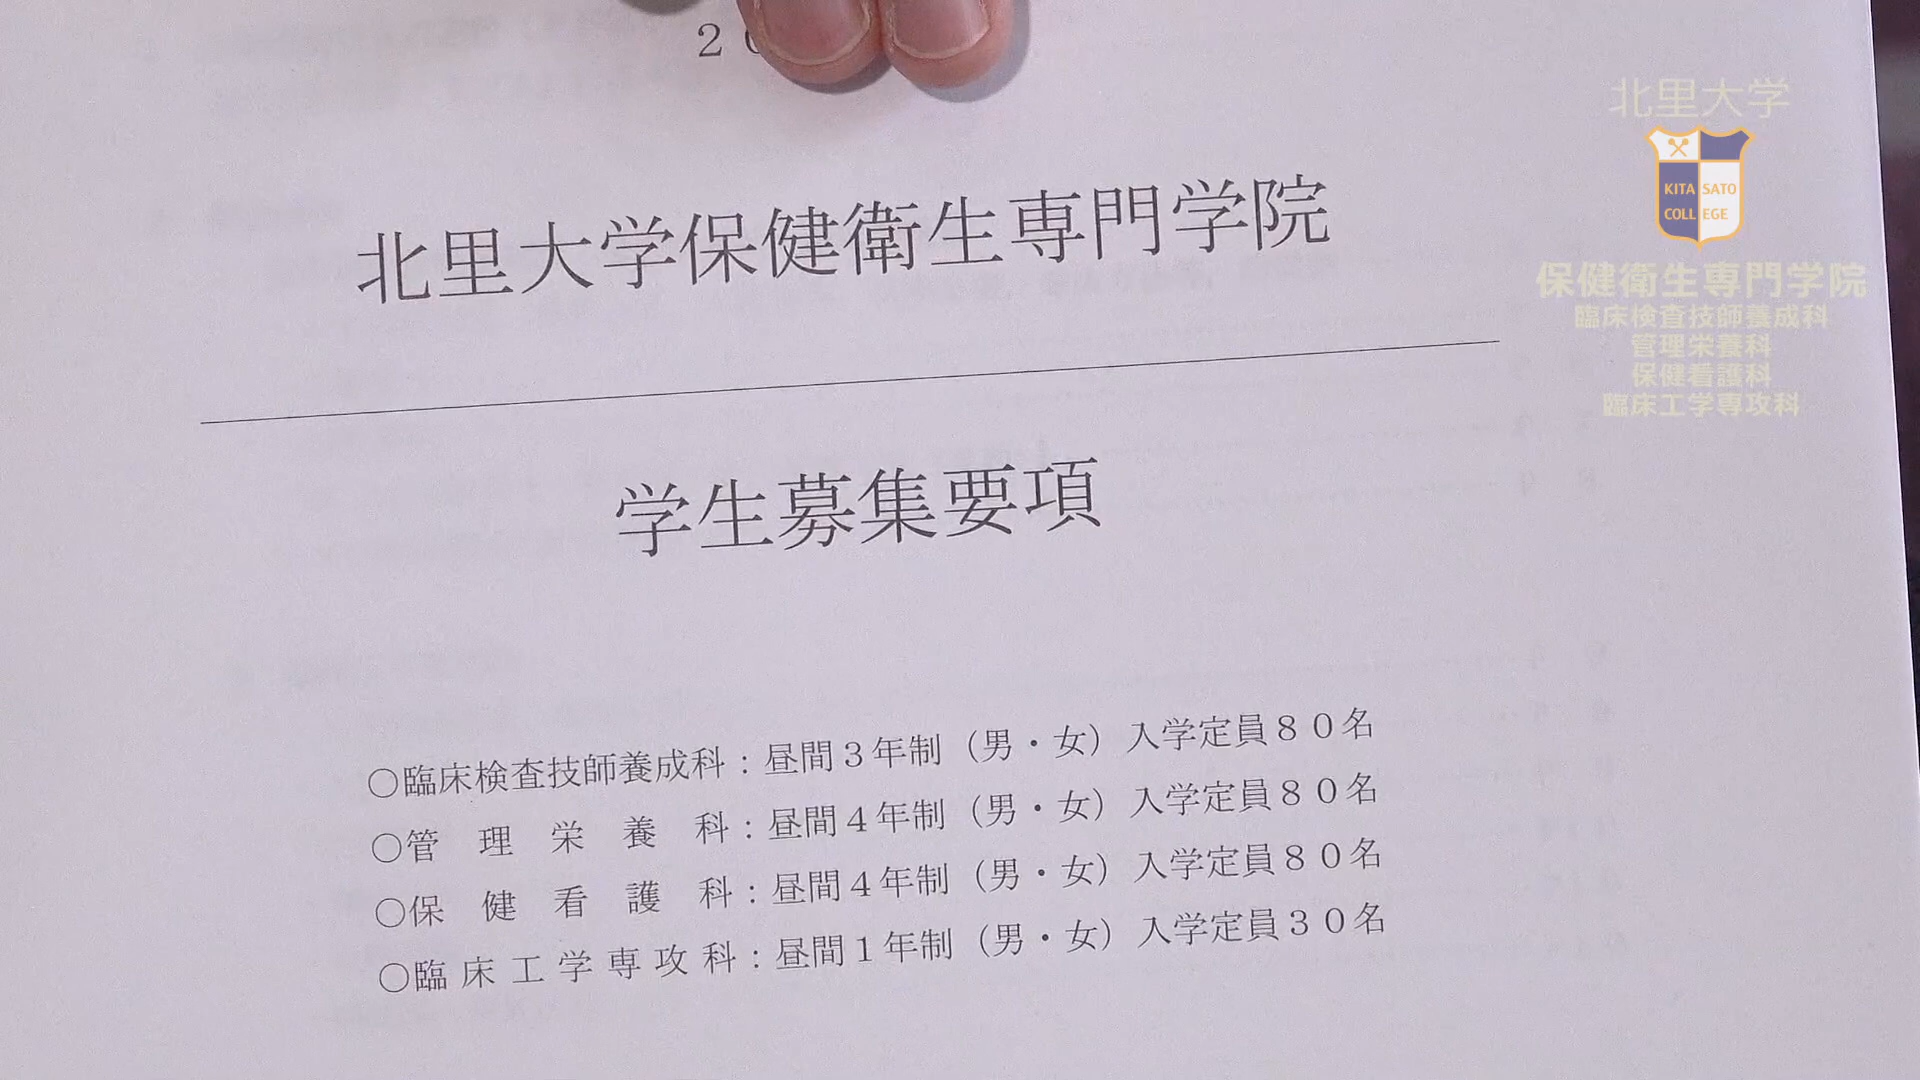 2
北里大学保健衛生専門学院
学生募集要項
○臨床検査技師養成科：昼間３年制（男・女）入学定員８０名
○管理栄養科：昼間４年制（男・女）入学定員８０名
○保健看護科：昼間４年制（男・女）入学定員８０名
○臨床工学専攻科：昼間１年制（男・女）入学定員３０名
北里大学
KITA SATO
COLL EGE
保健衛生専門学院
臨床検査技師養成科
管理栄養科
保健看護科
臨床工学専攻科